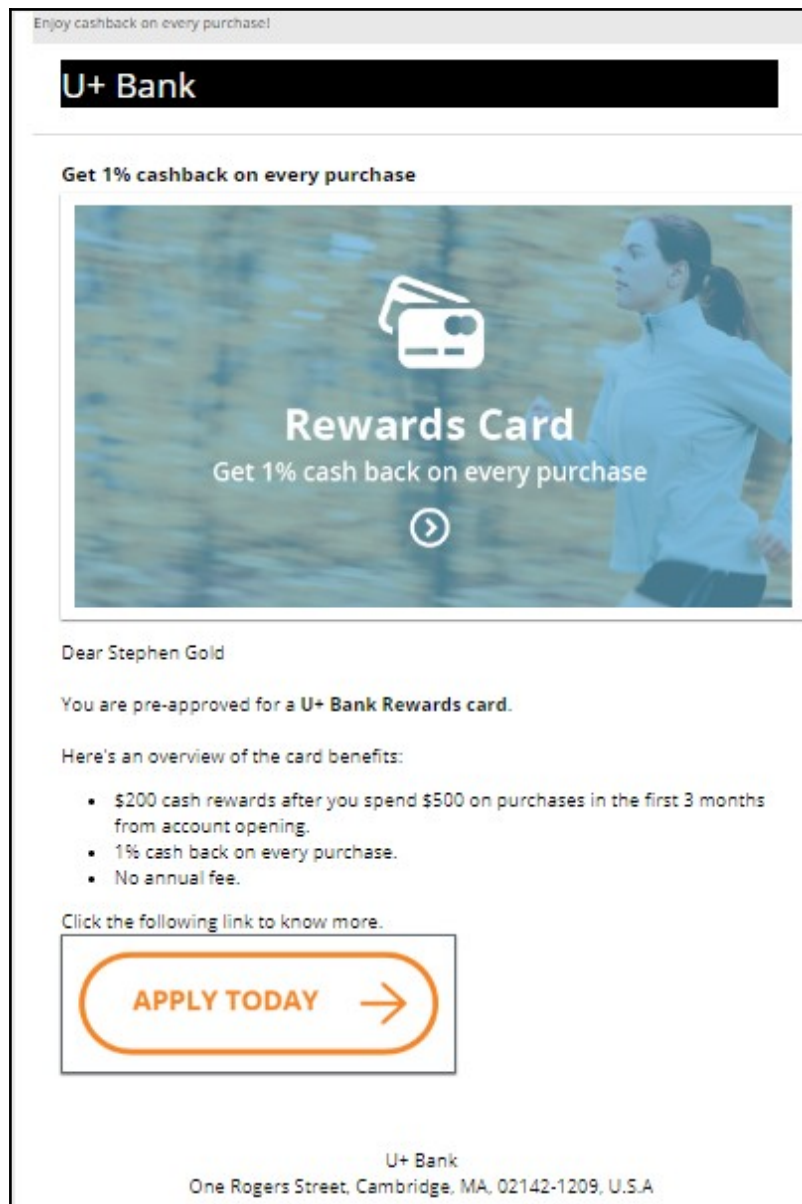 Enjoy cashback on every purchase!
U+ Bank
Get 1% cashback on every purchase
Rewards Card
Get 1% cash back on every purchase
Dear Stephen Gold
You are pre-approved for a U+ Bank Rewards card.
Here's an overview of the card benefits:
• $200 cash rewards after you spend $500 on purchases in the first 3 months
from account opening.
• 1% cash back on every purchase.
• No annual fee.
Click the following link to know more.
APPLY TODAY
U+ Bank
One Rogers Street, Cambridge, MA, 02142-1209, U.S.A